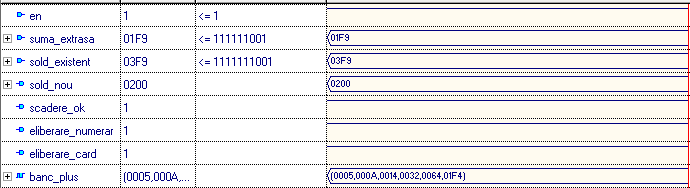 en 1 <= 1
suma_extrasa 01F9 <= 111111001 01F9
sold_existent 03F9 <= 1111111001 03F9
sold_nou 0200 0200
scadere_ok 1
eliberare_numerar 1
eliberare_card 1
banc_plus (0005,000A,... (0005,000A,0014,0032,0064,01F4)